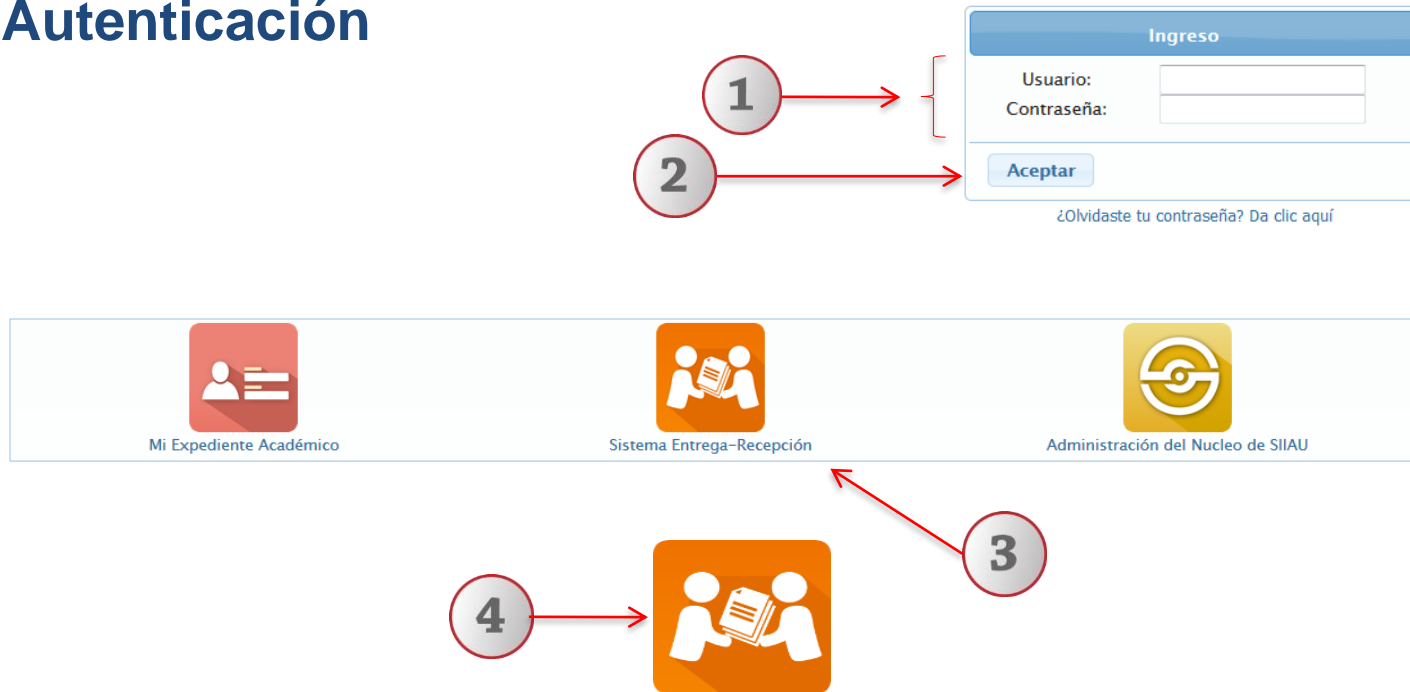 Autenticación
Ingreso
1
Usuario:
Contraseña:
2
Aceptar
¿Olvidaste tu contraseña? Da clic aquí
Mi Expediente Académico
Sistema Entrega-Recepción
Administración del Nucleo de SIIAU
3
4